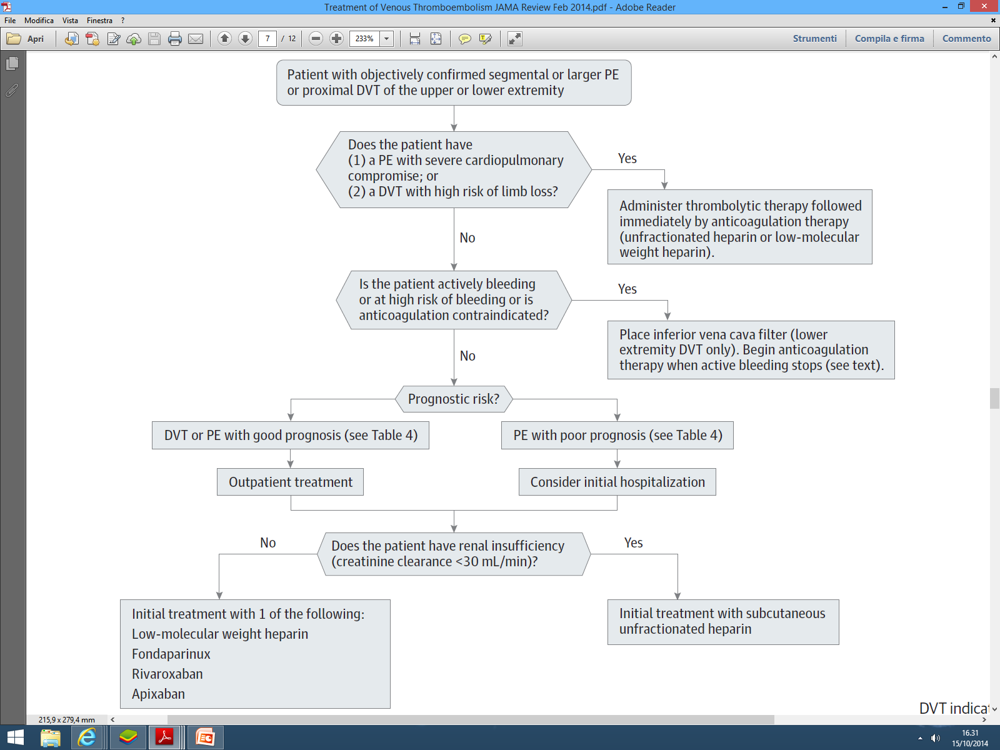 Treatment of Venous Thromboembolism JAMA Review Feb 2014.pdf - Adobe Reader
File Modifica Vista Finestra ?
Apri 7 / 12 233% Strumenti Compila e firma Commento
Patient with objectively confirmed segmental or larger PE
or proximal DVT of the upper or lower extremity
Does the patient have
(1) a PE with severe cardiopulmonary
compromise; or
(2) a DVT with high risk of limb loss?
Yes
Administer thrombolytic therapy followed
immediately by anticoagulation therapy
(unfractionated heparin or low-molecular
weight heparin).
No
Is the patient actively bleeding
or at high risk of bleeding or is
anticoagulation contraindicated?
Yes
Place inferior vena cava filter (lower
extremity DVT only). Begin anticoagulation
therapy when active bleeding stops (see text).
No
Prognostic risk?
DVT or PE with good prognosis (see Table 4)
PE with poor prognosis (see Table 4)
Outpatient treatment
Consider initial hospitalization
Does the patient have renal insufficiency
(creatinine clearance <30 mL/min)?
No
Yes
Initial treatment with 1 of the following:
Low-molecular weight heparin
Fondaparinux
Rivaroxaban
Apixaban
Initial treatment with subcutaneous
unfractionated heparin
DVT indicat
215,9 x 279,4 mm
16.31
15/10/2014